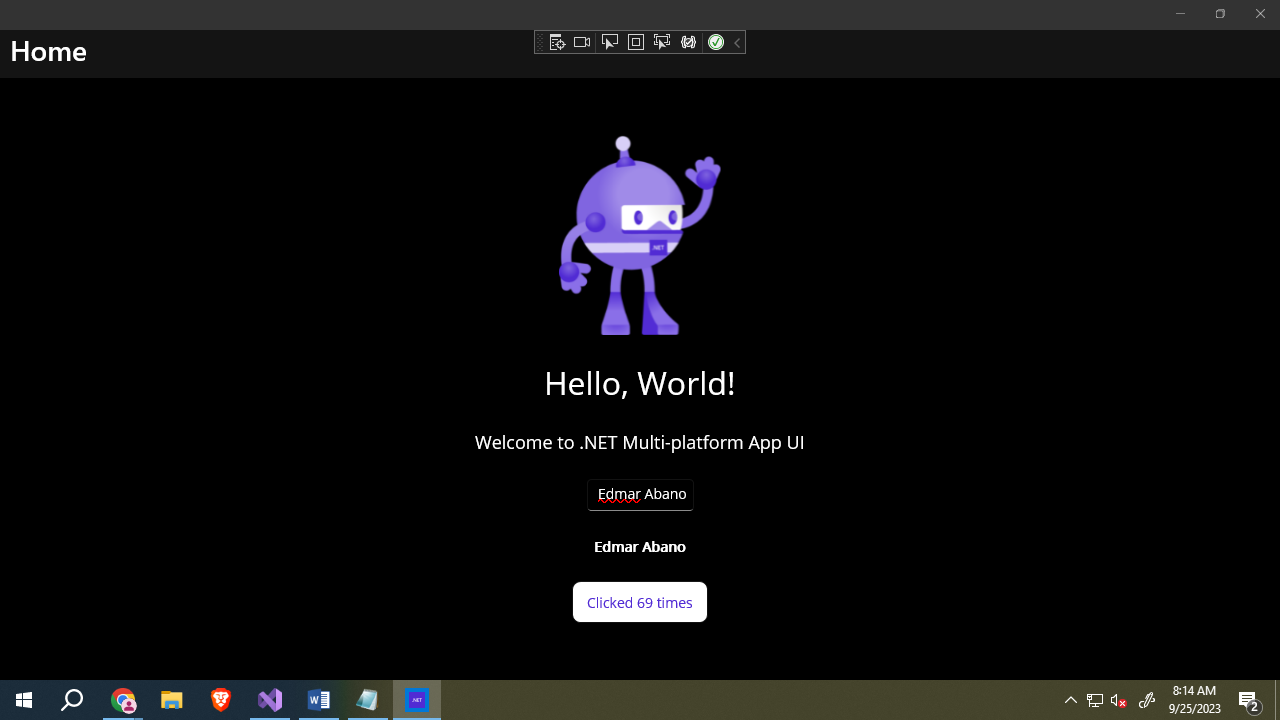 Home
.NET
Hello, World!
Welcome to .NET Multi-platform App UI
Edmar Abano
Edmar Abano
Clicked 69 times
.NET
8:14 AM
9/25/2023
2